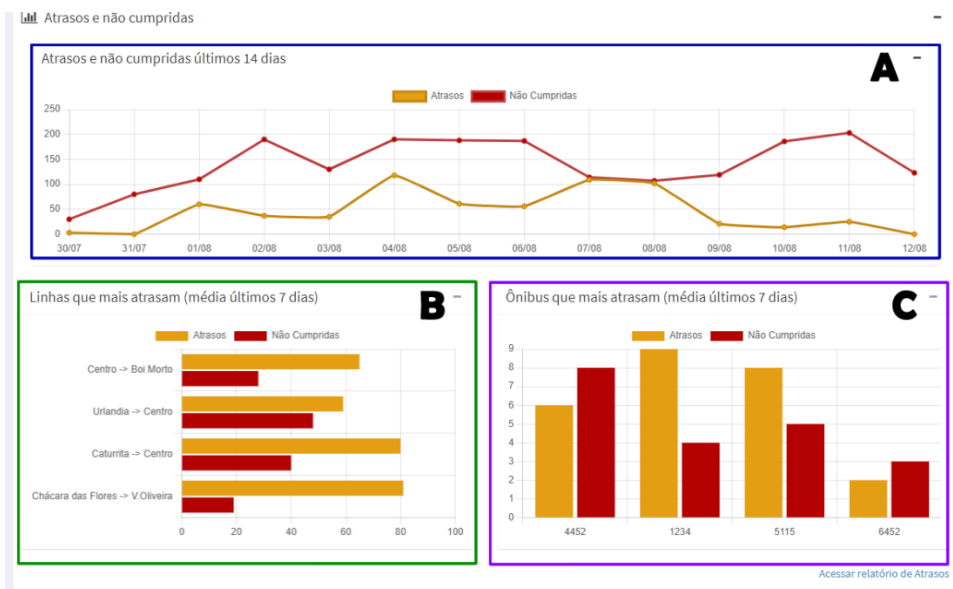 Atrasos e não cumpridas
Atrasos e não cumpridas últimos 14 dias
A
Atrasos Não Cumpridas
250
200
150
100
50
0
30/07 31/07 01/08 02/08 03/08 04/08 05/08 06/08 07/08 08/08 09/08 10/08 11/08 12/08
Linhas que mais atrasam (média últimos 7 dias)
B
Atrasos Não Cumpridas
Centro -> Boi Morto
Urlandia -> Centro
Caturrita -> Centro
Chácara das Flores -> V.Oliveira
0 20 40 60 80 100
Ônibus que mais atrasam (média últimos 7 dias)
C
Atrasos Não Cumpridas
9
8
7
6
5
4
3
2
1
0
4452 1234 5115 6452
Acessar relatório de Atrasos